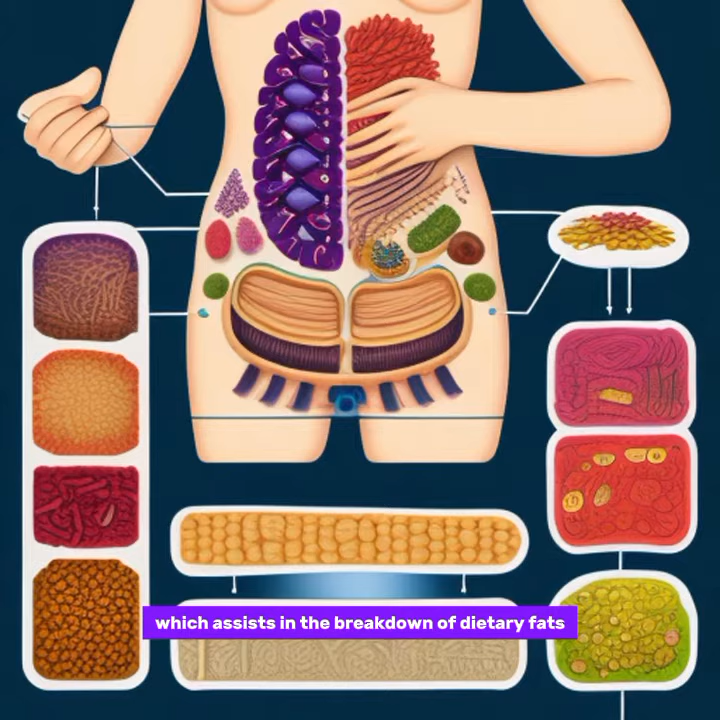 which assists in the breakdown of dietary fats